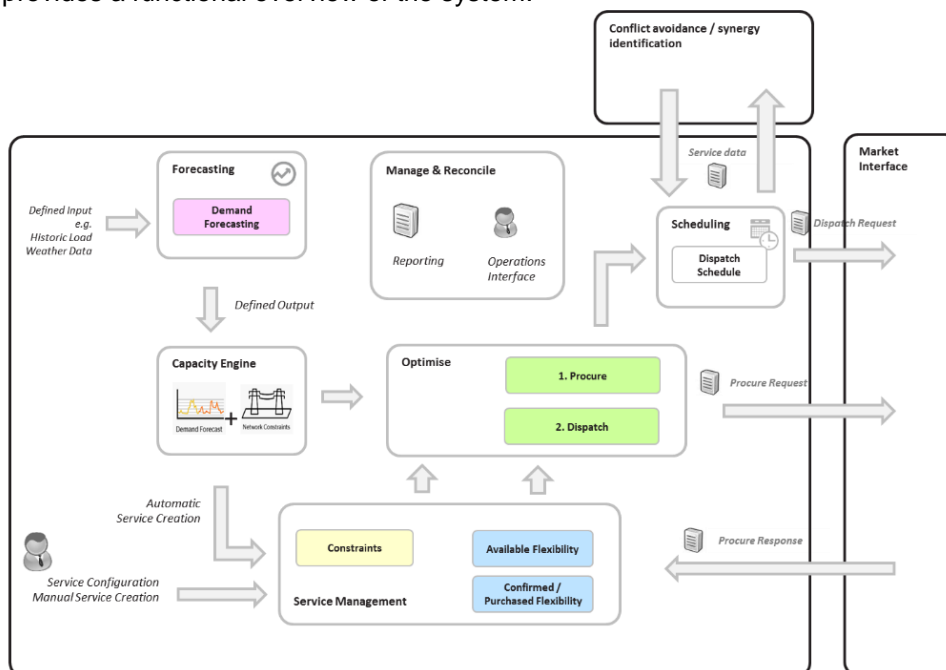 provides a functional overview of the system.
Conflict avoidance / synergy
identification
Service data
Market
Interface
Forecasting
Demand
Forecasting
Defined Input
e.g.
Historic Load
Weather Data
Manage & Reconcile
Reporting
Operations
Interface
Scheduling
Dispatch
Schedule
Dispatch Request
Defined Output
Capacity Engine
Demand Forecast
+
Network Constraints
Optimise
1. Procure
2. Dispatch
Procure Request
Automatic
Service Creation
Service Configuration
Manual Service Creation
Constraints
Available Flexibility
Confirmed /
Purchased Flexibility
Service Management
Procure Response